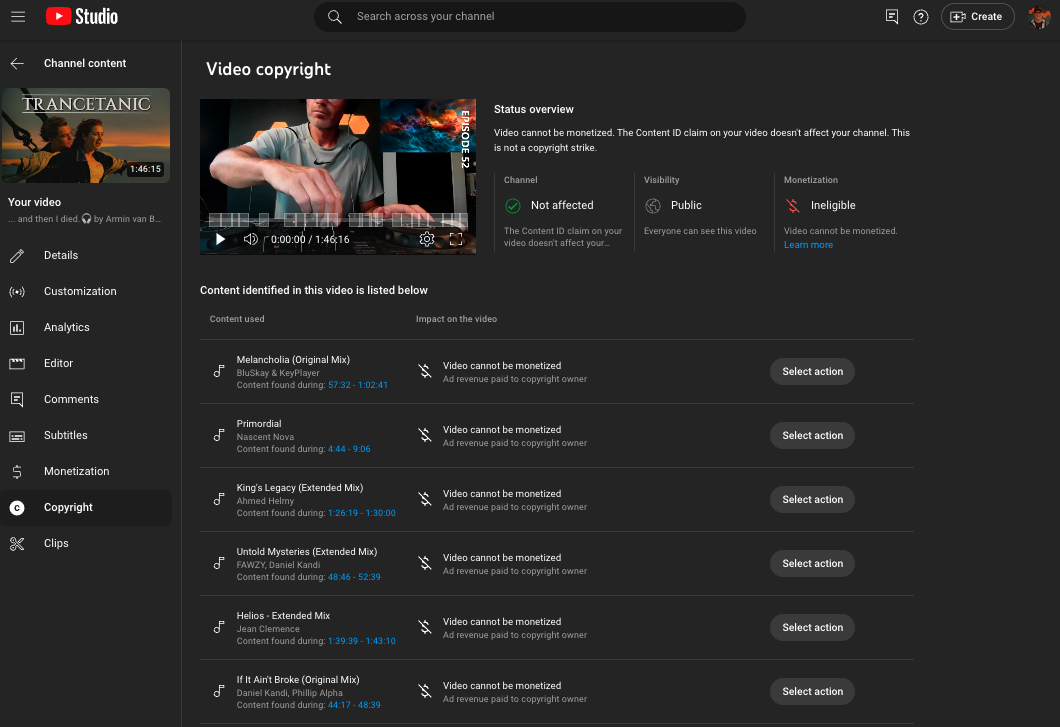 Studio
Search across your channel
Create
Channel content
TRANCETANIC
1:46:15
Your video
... and then I died. 🎧 by Armin van B...
Details
Customization
Analytics
Editor
Comments
Subtitles
Monetization
Copyright
Clips
Video copyright
EPISODE 52
0:00:00 / 1:46:16
Status overview
Video cannot be monetized. The Content ID claim on your video doesn't affect your channel. This
is not a copyright strike.
Channel
Not affected
The Content ID claim on your
video doesn't affect your...
Visibility
Public
Everyone can see this video
Monetization
Ineligible
Video cannot be monetized.
Learn more
Content identified in this video is listed below
Content used
Impact on the video
Melancholia (Original Mix)
BluSkay & KeyPlayer
Content found during: 57:32 - 1:02:41
Video cannot be monetized
Ad revenue paid to copyright owner
Select action
Primordial
Nascent Nova
Content found during: 4:44 - 9:06
Video cannot be monetized
Ad revenue paid to copyright owner
Select action
King's Legacy (Extended Mix)
Ahmed Helmy
Content found during: 1:26:19 - 1:30:00
Video cannot be monetized
Ad revenue paid to copyright owner
Select action
Untold Mysteries (Extended Mix)
FAWZY, Daniel Kandi
Content found during: 48:46 - 52:39
Video cannot be monetized
Ad revenue paid to copyright owner
Select action
Helios - Extended Mix
Jean Clemence
Content found during: 1:39:39 - 1:43:10
Video cannot be monetized
Ad revenue paid to copyright owner
Select action
If It Ain't Broke (Original Mix)
Daniel Kandi, Phillip Alpha
Content found during: 44:17 - 48:39
Video cannot be monetized
Ad revenue paid to copyright owner
Select action